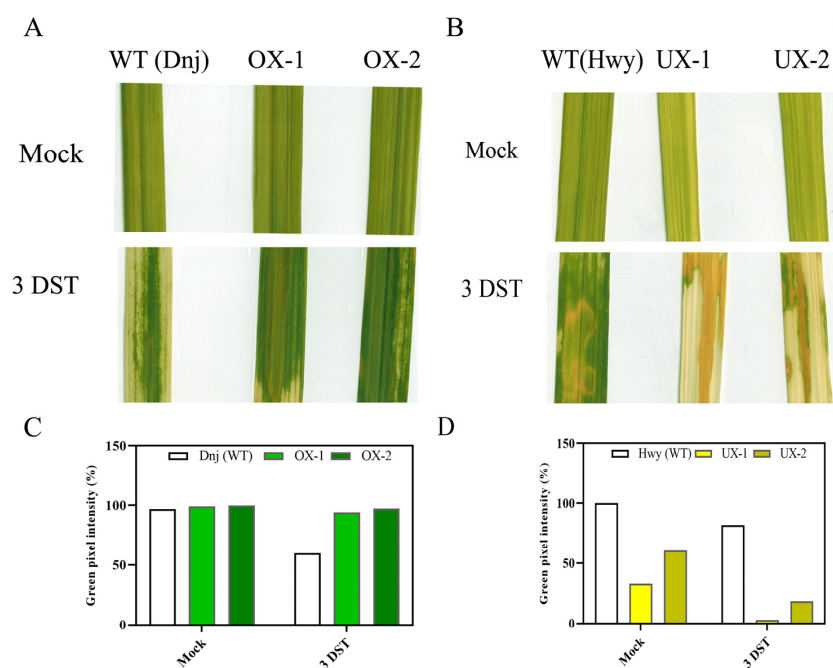 A
WT (Dnj) OX-1 OX-2
Mock
3 DST
B
WT(Hwy) UX-1 UX-2
Mock
3 DST
C
150
100
50
0
Green pixel intensity (%)
Dnj (WT) OX-1 OX-2
Mock 3 DST
D
150
100
50
0
Green pixel intensity (%)
Hwy (WT) UX-1 UX-2
Mock 3 DST